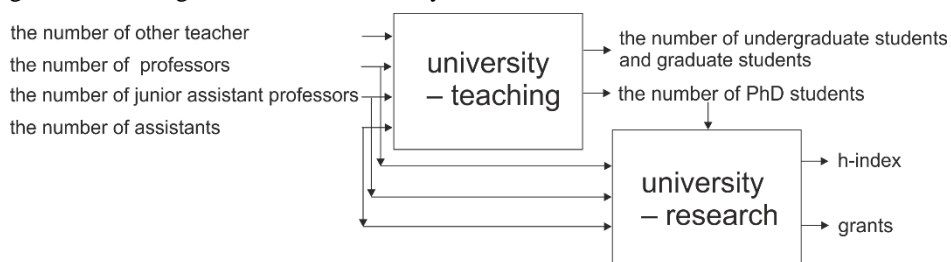 the number of other teacher
the number of professors
the number of junior assistant professors
the number of assistants
university
– teaching
the number of undergraduate students
and graduate students
the number of PhD students
university
– research
h-index
grants